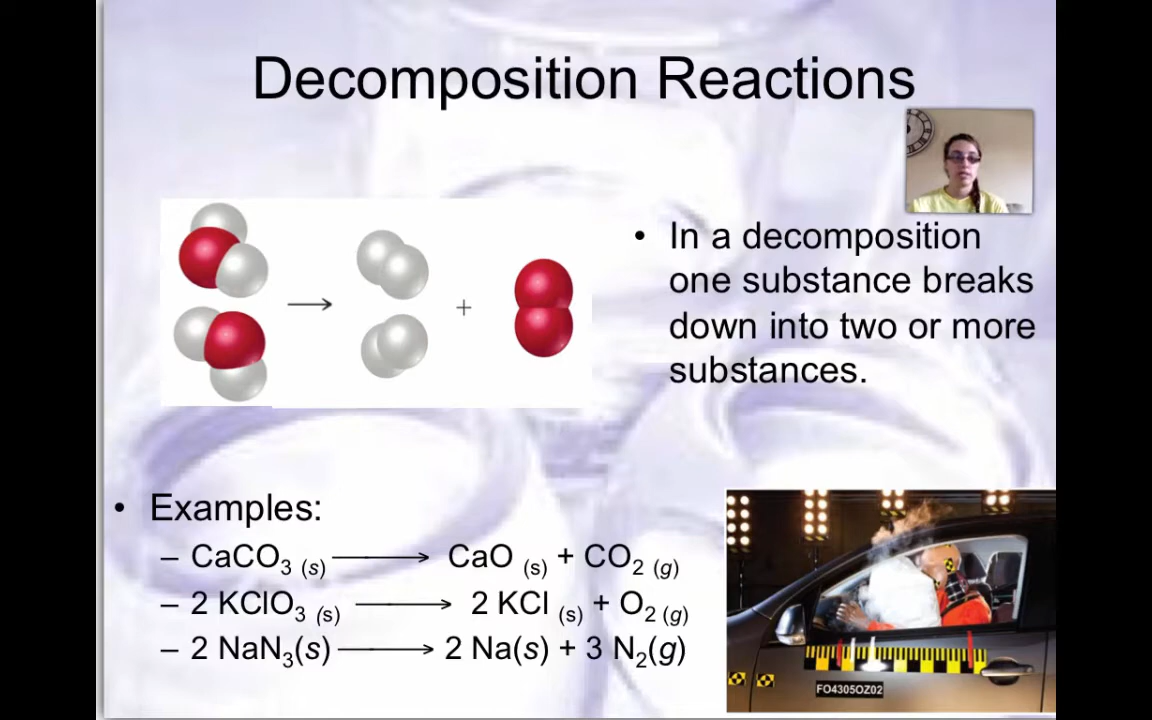 Decomposition Reactions
• In a decomposition
one substance breaks
down into two or more
substances.
+
• Examples:
– CaCO₃ (s) ⟶ CaO (s) + CO₂ (g)
– 2 KClO₃ (s) ⟶ 2 KCl (s) + O₂ (g)
– 2 NaN₃(s) ⟶ 2 Na(s) + 3 N₂(g)
FO4305OZ02